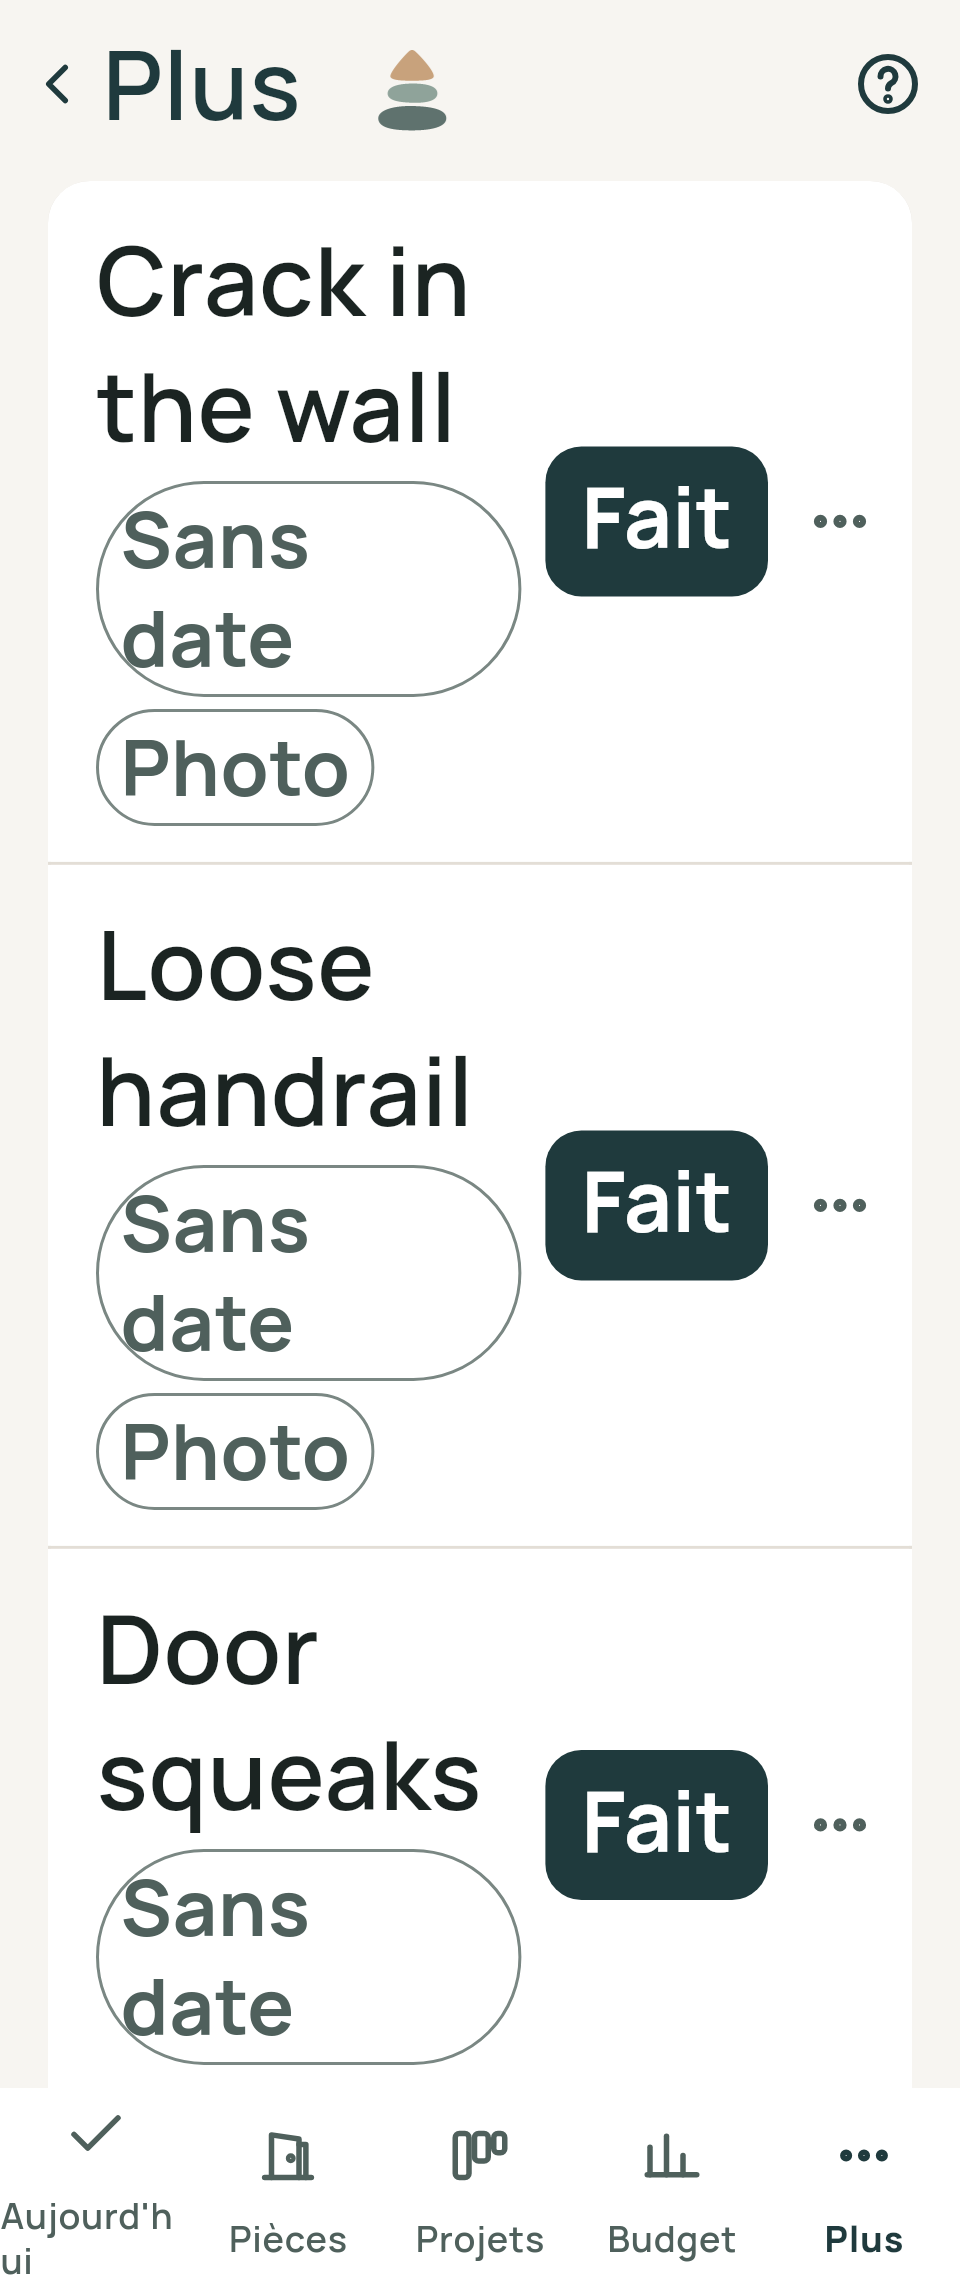 Plus
Crack in
the wall
Sans
date
Photo
Fait
Loose
handrail
Sans
date
Photo
Fait
Door
squeaks
Sans
date
Fait
Aujourd'h
ui
Pièces
Projets
Budget
Plus